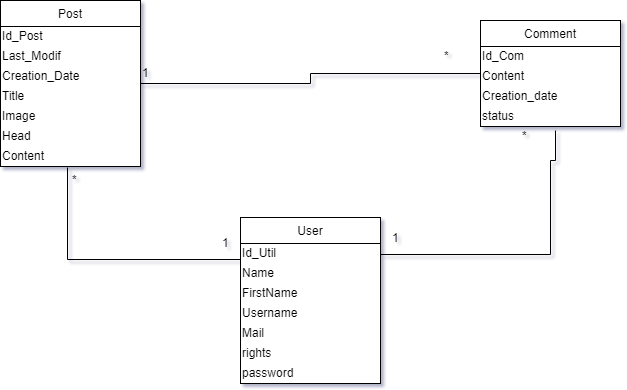 Post
Id_Post
Last_Modif
Creation_Date
Title
Image
Head
Content
1
*
Comment
Id_Com
Content
Creation_date
status
*
*
1
1
User
Id_Util
Name
FirstName
Username
Mail
rights
password